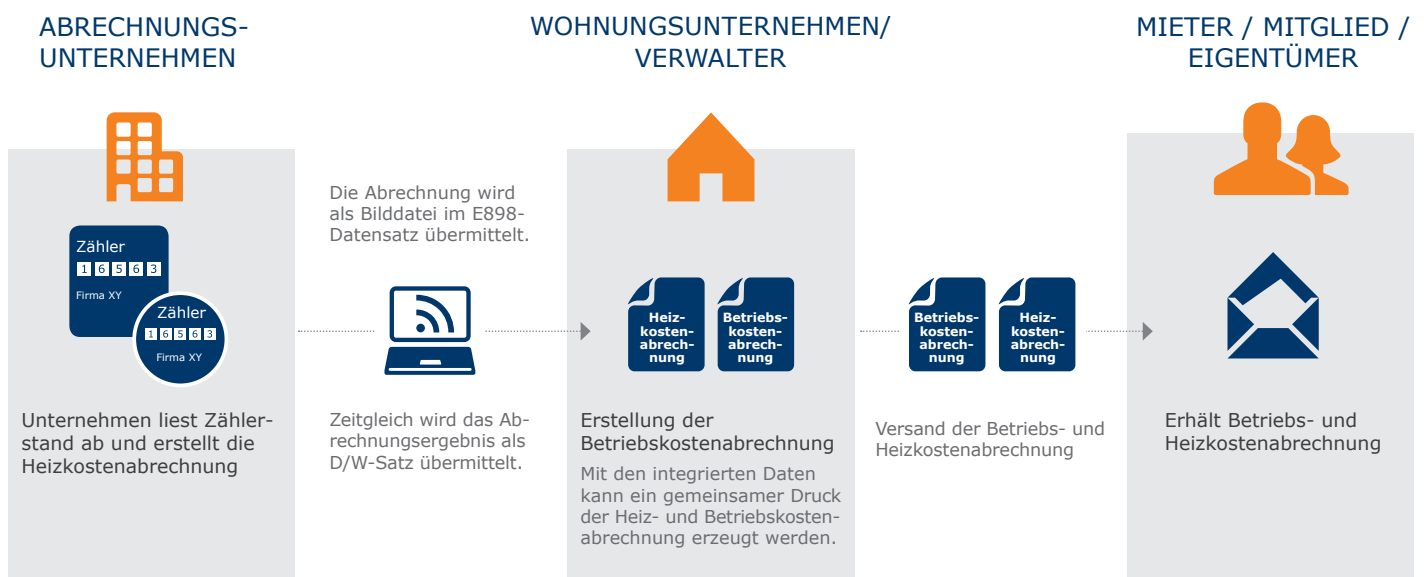 ABRECHNUNGS-
UNTERNEHMEN
WOHNUNGSUNTERNEHMEN/
VERWALTER
MIETER / MITGLIED /
EIGENTÜMER
Zähler
1 6 5 6 3
Firma XY
Zähler
1 6 5 6 3
Firma XY
Unternehmen liest Zähler-
stand ab und erstellt die
Heizkostenabrechnung
Die Abrechnung wird
als Bilddatei im E898-
Datensatz übermittelt.
Zeitgleich wird das Ab-
rechnungsergebnis als
D/W-Satz übermittelt.
Heiz-
kosten-
abrech-
nung
Betriebs-
kosten-
abrech-
nung
Erstellung der
Betriebskostenabrechnung
Mit den integrierten Daten
kann ein gemeinsamer Druck
der Heiz- und Betriebskosten-
abrechnung erzeugt werden.
Betriebs-
kosten-
abrech-
nung
Heiz-
kosten-
abrech-
nung
Versand der Betriebs- und
Heizkostenabrechnung
Erhält Betriebs- und
Heizkostenabrechnung